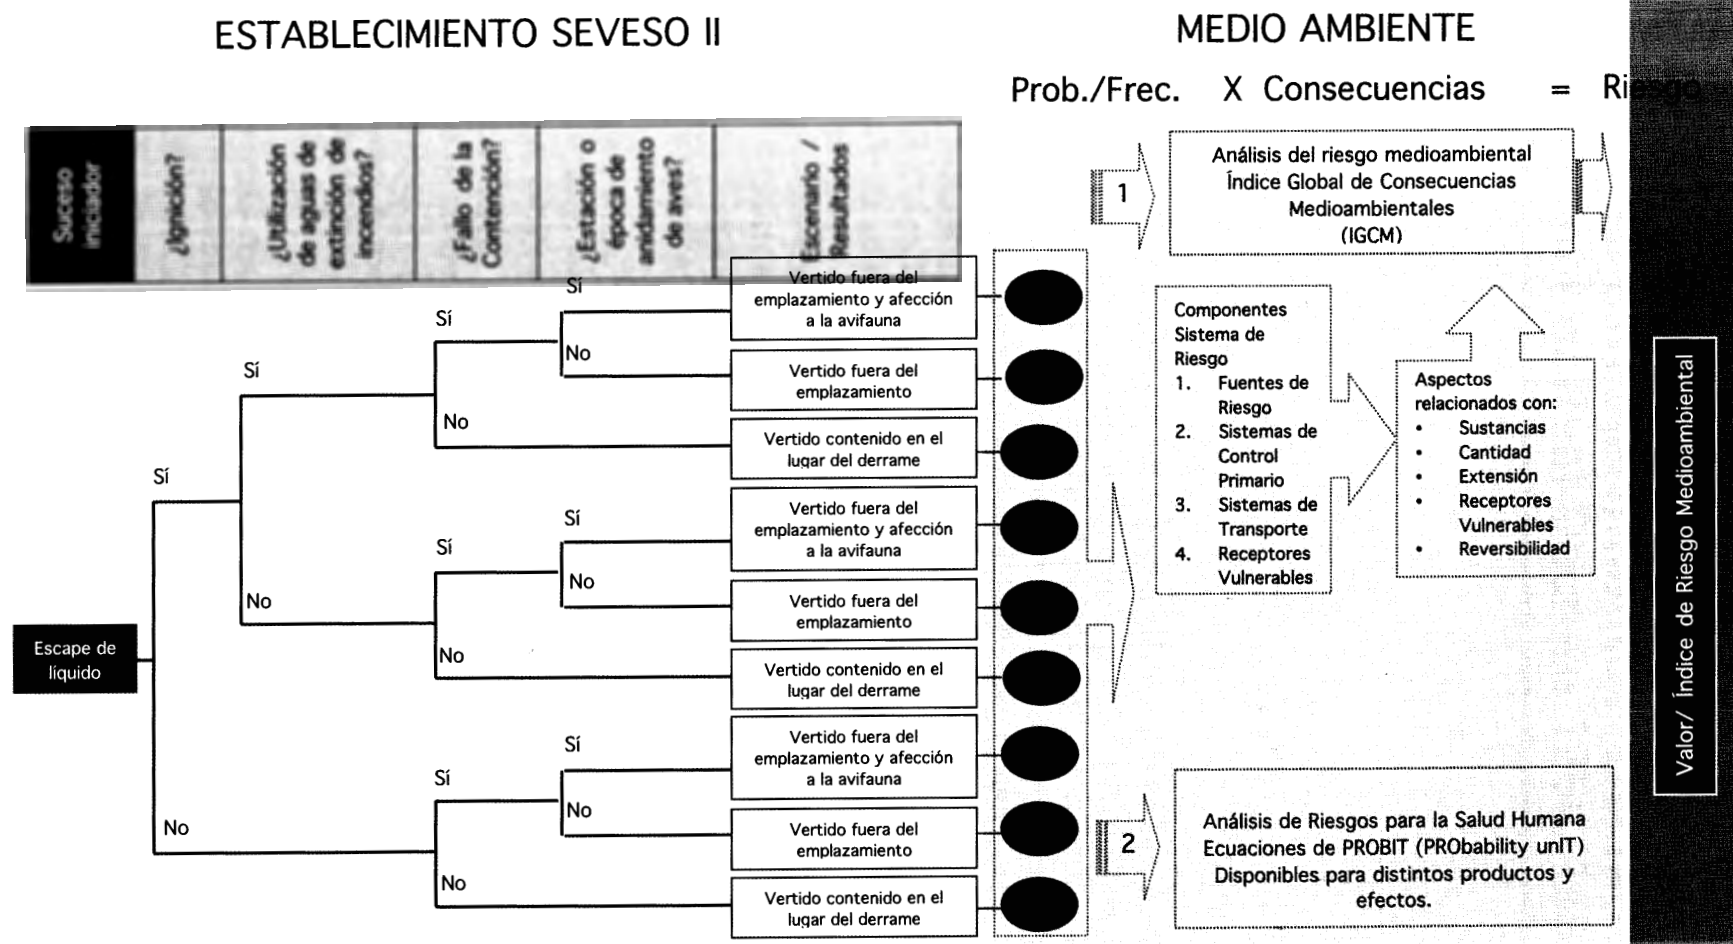 ESTABLECIMIENTO SEVESO II
MEDIO AMBIENTE
Prob./Frec. X Consecuencias = Riesgo
Suceso
iniciador
¿Ignición?
¿Utilización
de aguas de
extinción de
incendios?
¿Fallo de la
Contención?
¿Estación o
época de
anidamiento
de aves?
Escenario /
Resultados
Escape de
líquido
Sí
No
Sí
No
Sí
No
Sí
No
Sí
No
Sí
No
Sí
No
Sí
No
Vertido fuera del
emplazamiento y afección
a la avifauna
Vertido fuera del
emplazamiento
Vertido contenido en el
lugar del derrame
Vertido fuera del
emplazamiento y afección
a la avifauna
Vertido fuera del
emplazamiento
Vertido contenido en el
lugar del derrame
Vertido fuera del
emplazamiento y afección
a la avifauna
Vertido fuera del
emplazamiento
Vertido contenido en el
lugar del derrame
1
Análisis del riesgo medioambiental
Índice Global de Consecuencias
Medioambientales
(IGCM)
Componentes
Sistema de
Riesgo
1. Fuentes de
Riesgo
2. Sistemas de
Control
Primario
3. Sistemas de
Transporte
4. Receptores
Vulnerables
Aspectos
relacionados con:
• Sustancias
• Cantidad
• Extensión
• Receptores
Vulnerables
• Reversibilidad
2
Análisis de Riesgos para la Salud Humana
Ecuaciones de PROBIT (PRObability unIT)
Disponibles para distintos productos y
efectos.
Valor/ Índice de Riesgo Medioambiental